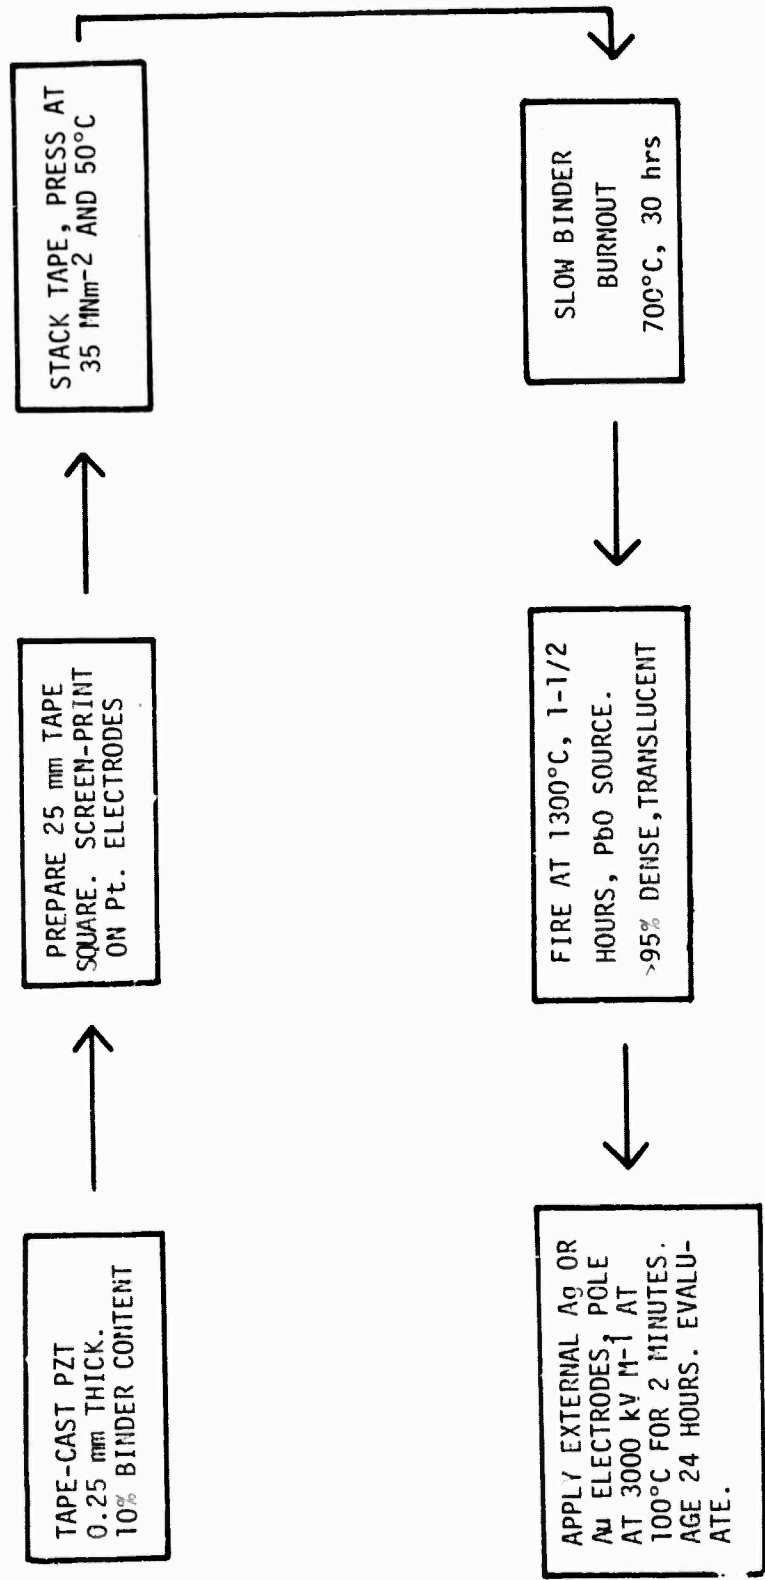 TAPE-CAST PZT
0.25 mm THICK.
10% BINDER CONTENT
PREPARE 25 mm TAPE
SQUARE. SCREEN-PRINT
ON Pt. ELECTRODES
STACK TAPE, PRESS AT
35 MNm-2 AND 50°C
SLOW BINDER
BURNOUT
700°C, 30 hrs
FIRE AT 1300°C, 1-1/2
HOURS, PbO SOURCE.
>95% DENSE,TRANSLUCENT
APPLY EXTERNAL Ag OR
Au ELECTRODES, POLE
AT 3000 kV M-1 AT
100°C FOR 2 MINUTES.
AGE 24 HOURS. EVALU-
ATE.